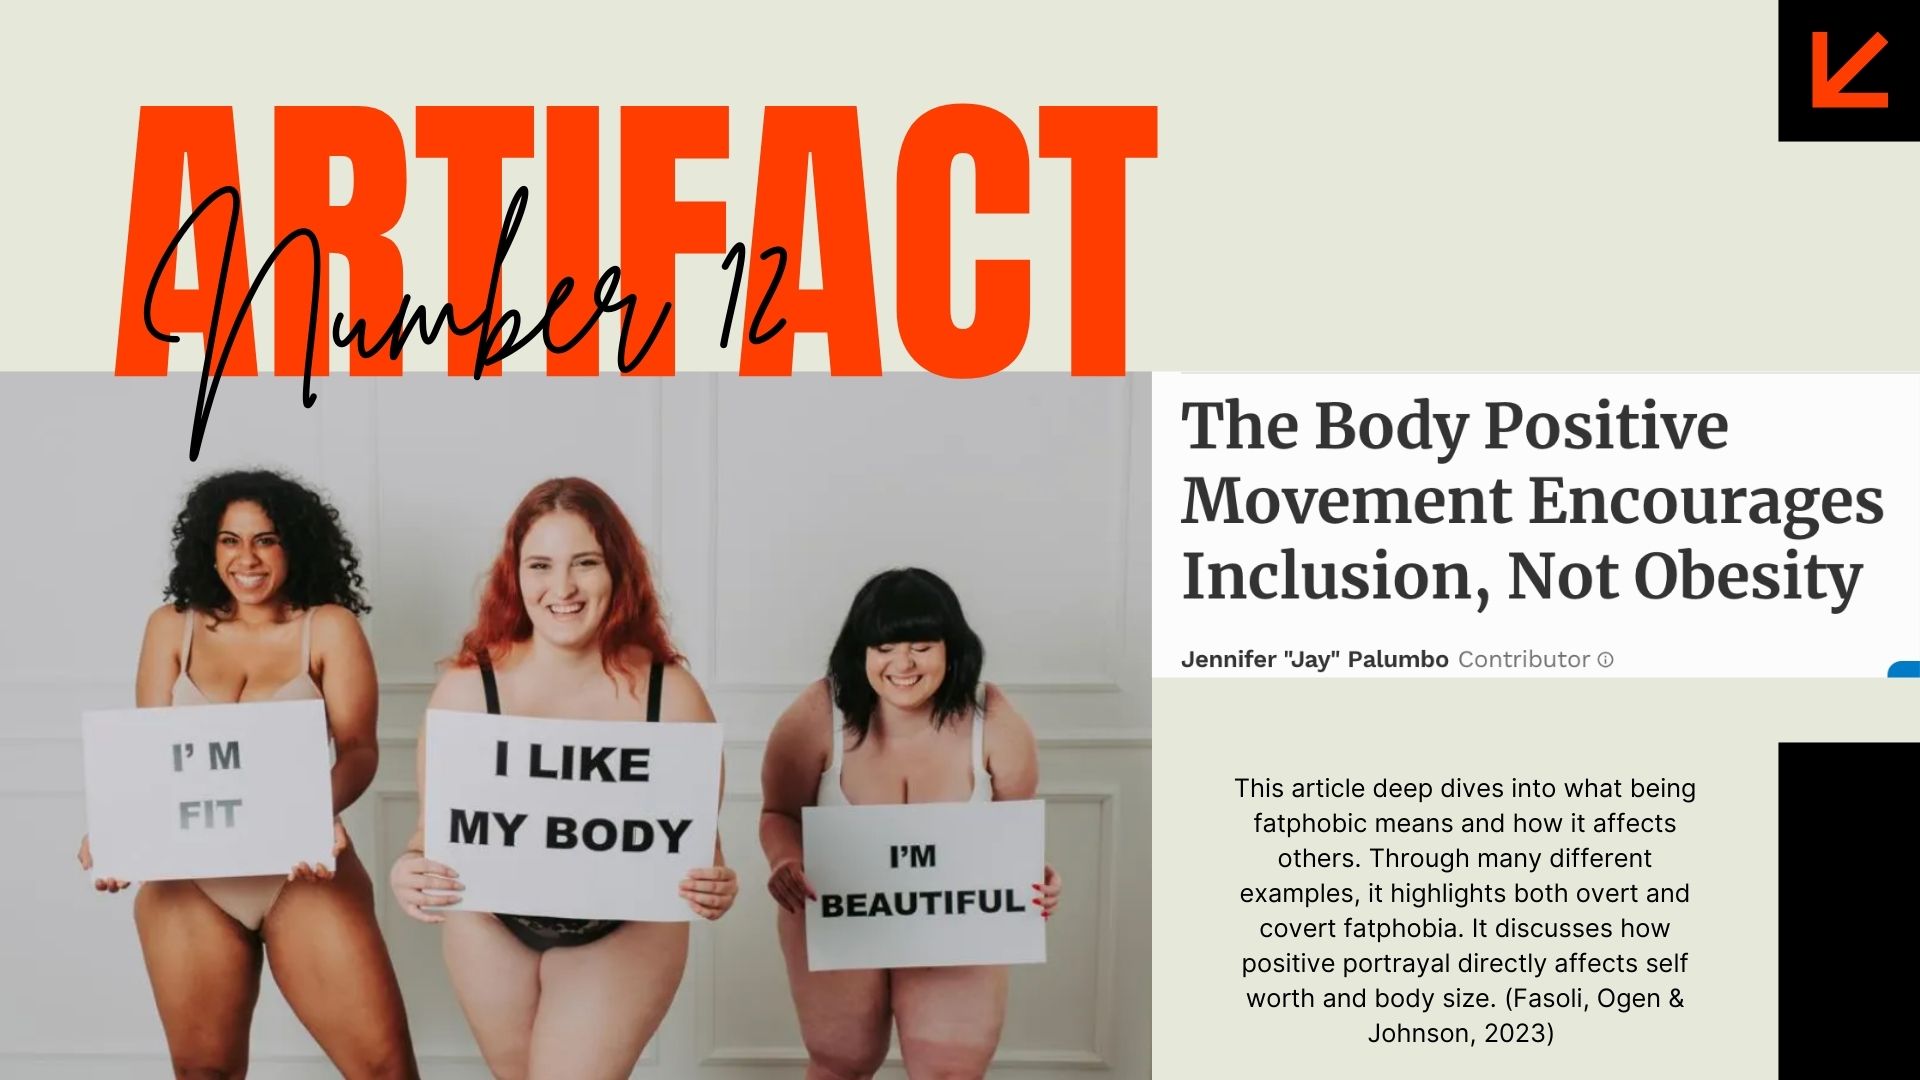 ARTIFACT
Number 12
The Body Positive
Movement Encourages
Inclusion, Not Obesity
Jennifer "Jay" Palumbo Contributor
I' M
FIT
I LIKE
MY BODY
I'M
BEAUTIFUL
This article deep dives into what being
fatphobic means and how it affects
others. Through many different
examples, it highlights both overt and
covert fatphobia. It discusses how
positive portrayal directly affects self
worth and body size. (Fasoli, Ogen &
Johnson, 2023)